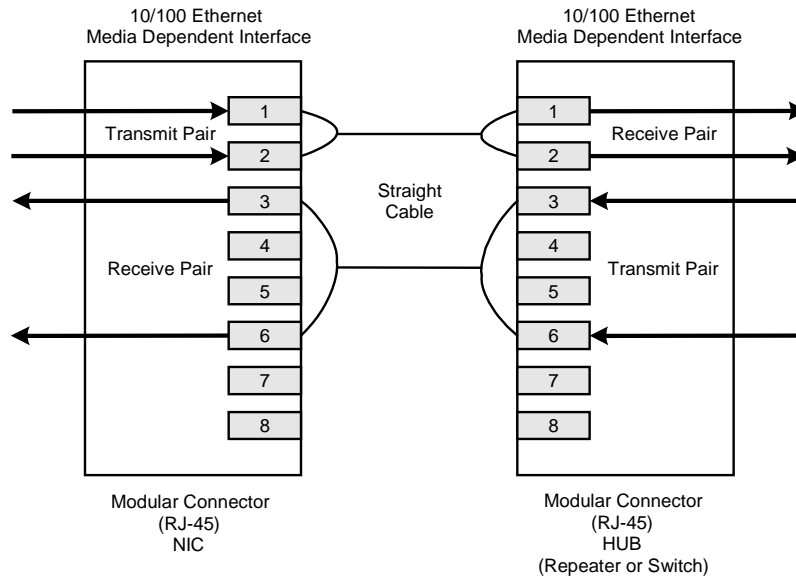 10/100 Ethernet
Media Dependent Interface
10/100 Ethernet
Media Dependent Interface
1
Transmit Pair
2
3
4
Receive Pair
5
6
7
8
Straight
Cable
1
Receive Pair
2
3
4
Transmit Pair
5
6
7
8
Modular Connector
(RJ-45)
NIC
Modular Connector
(RJ-45)
HUB
(Repeater or Switch)